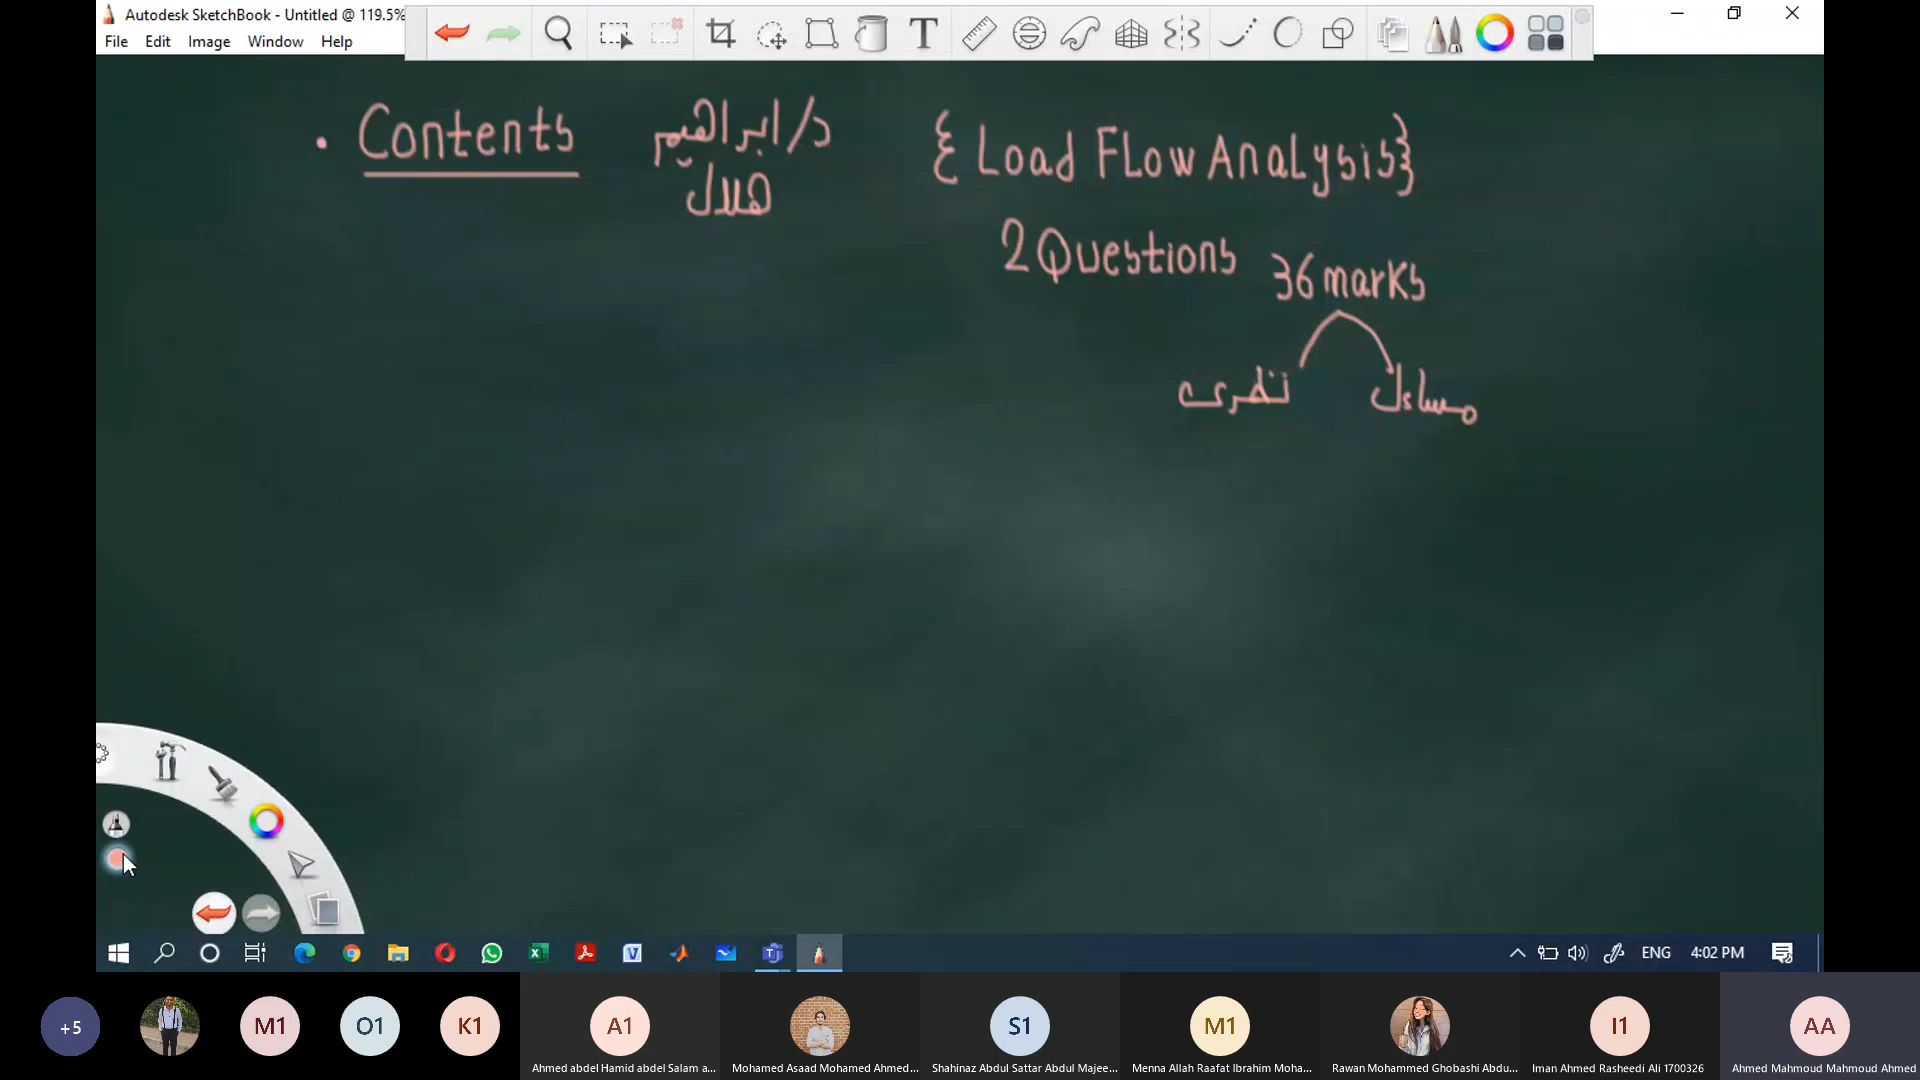 Autodesk SketchBook - Untitled @ 119.5%
File Edit Image Window Help
• Contents
د/ابراهيم
هلال
{Load Flow Analysis}
2 Questions 36 marks
نظرى
مساءل
ENG 4:02 PM
+5 M1 O1 K1 A1 S1 M1 I1 AA
Ahmed abdel Hamid abdel Salam a...
Mohamed Asaad Mohamed Ahmed...
Shahinaz Abdul Sattar Abdul Majee...
Menna Allah Raafat Ibrahim Moha...
Rawan Mohammed Ghobashi Abdu...
Iman Ahmed Rasheedi Ali 1700326
Ahmed Mahmoud Mahmoud Ahmed